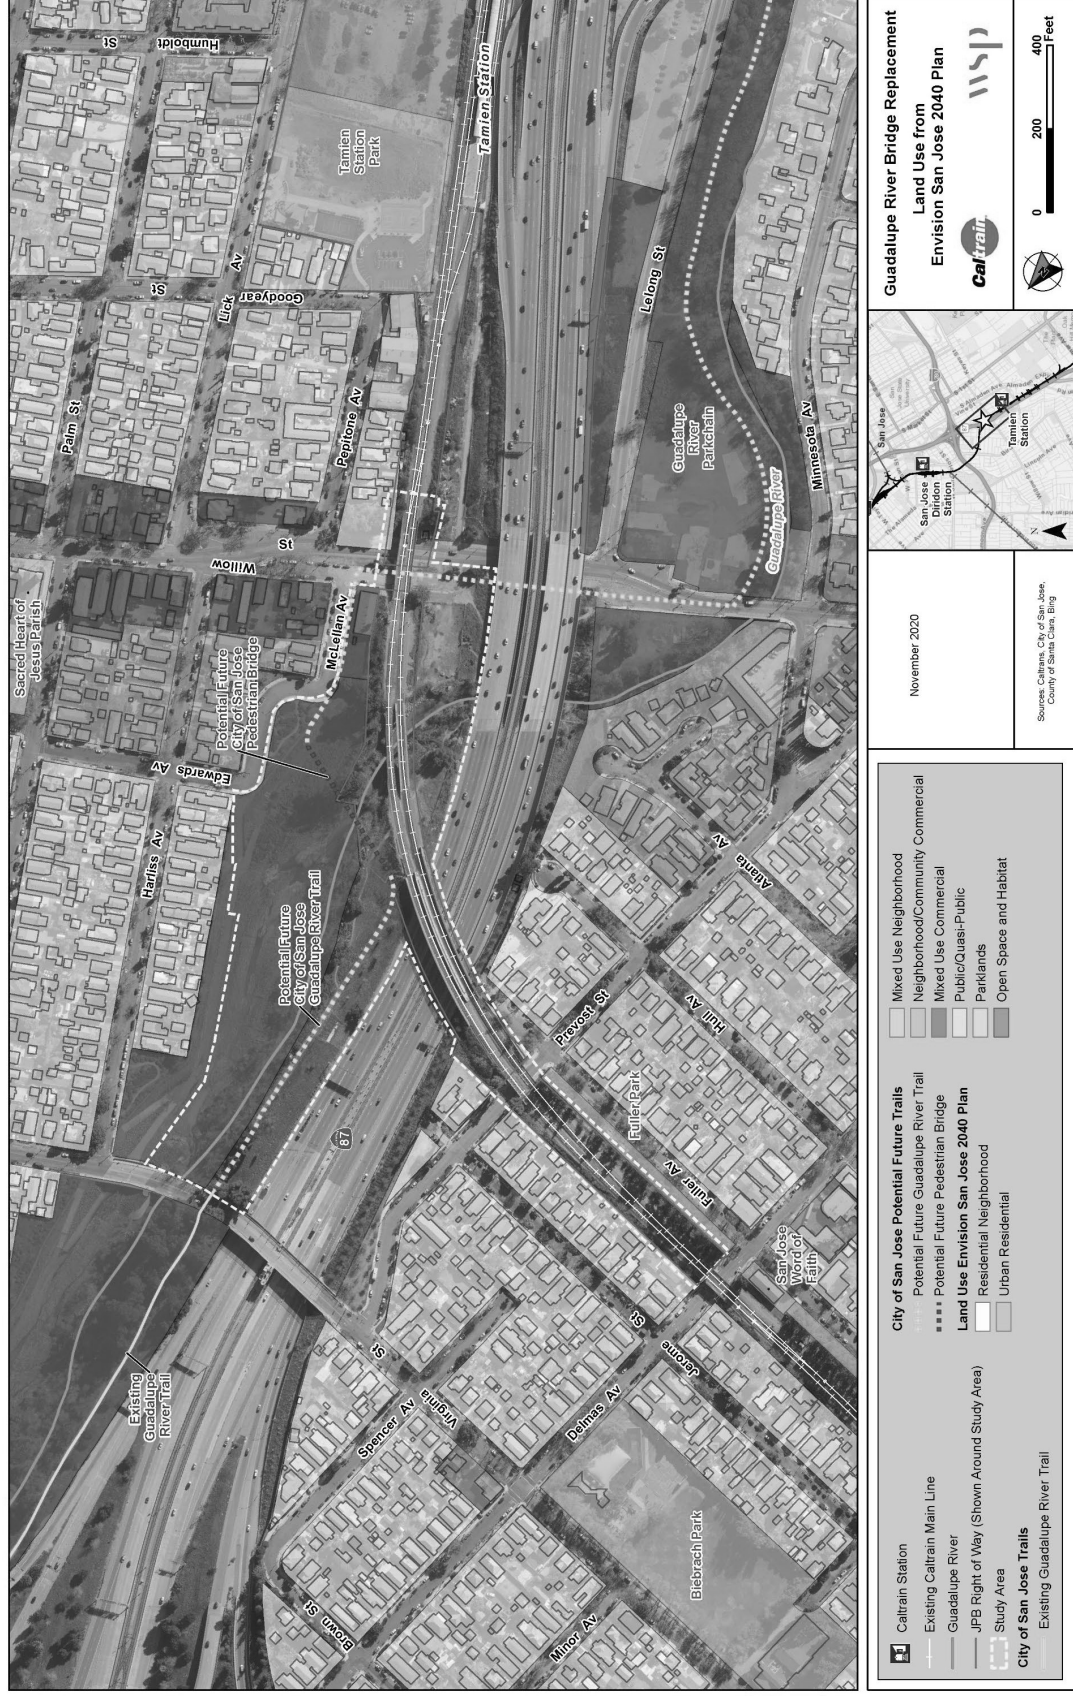 Sacred Heart of
Jesus Parish
Humboldt
St
Palm St
St
Lick Av
Goodyear
Tamien
Station
Park
Tamien Station
Pepitone Av
Willow
St
McLellan Av
Potential Future
City of San Jose
Pedestrian Bridge
Edwards Av
Harliss Av
Potential Future
City of San Jose
Guadalupe River Trail
Existing
Guadalupe
River Trail
87
Lelong St
Guadalupe
River
Parkchain
Guadalupe River
Minnesota Av
Atlanta Av
Hull Av
Prevost St
Fuller Park
Fuller Av
San Jose
Word of
Faith
Jerome
St
Delmas Av
Virginia
St
Spencer Av
Brown St
Minor Av
Biebrach Park
Caltrain Station
Existing Caltrain Main Line
Guadalupe River
JPB Right of Way (Shown Around Study Area)
Study Area
City of San Jose Trails
Existing Guadalupe River Trail
City of San Jose Potential Future Trails
Potential Future Guadalupe River Trail
Potential Future Pedestrian Bridge
Land Use Envision San Jose 2040 Plan
Residential Neighborhood
Urban Residential
Mixed Use Neighborhood
Neighborhood/Community Commercial
Mixed Use Commercial
Public/Quasi-Public
Parklands
Open Space and Habitat
November 2020
Sources: Caltrans, City of San Jose,
County of Santa Clara, Bing
San Jose
San Jose
Diridon
Station
Tamien
Station
N
Guadalupe River Bridge Replacement
Land Use from
Envision San Jose 2040 Plan
Caltrain
wsp
N
0 200 400
Feet